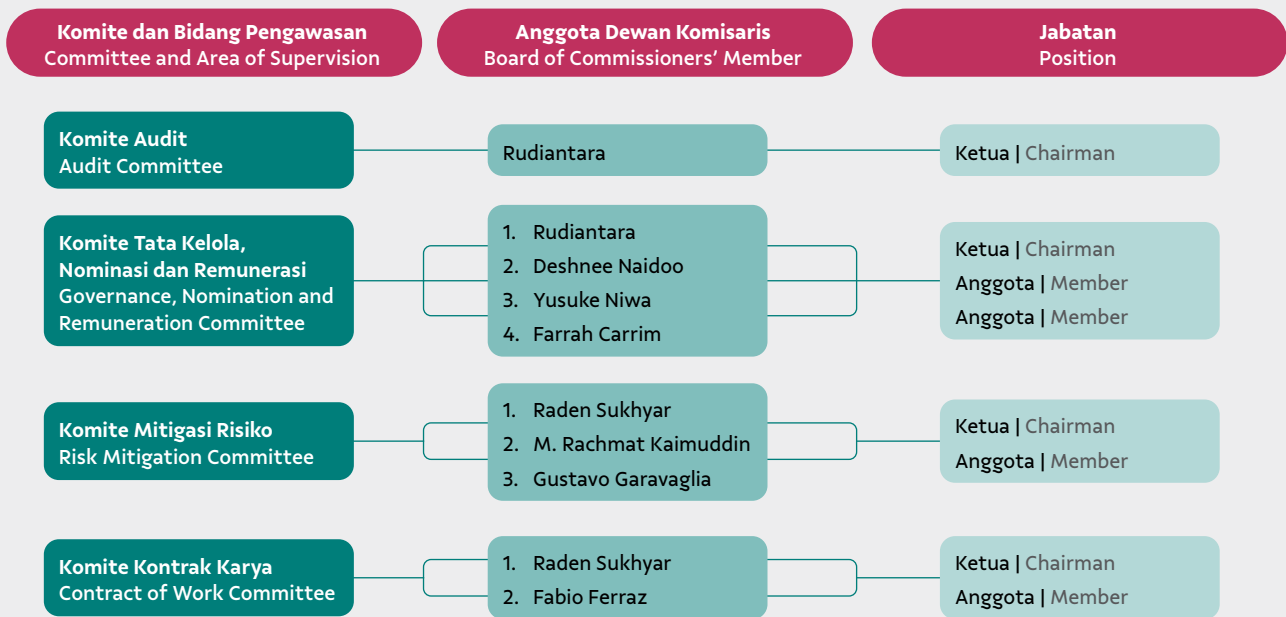 Komite dan Bidang Pengawasan
Committee and Area of Supervision
Anggota Dewan Komisaris
Board of Commissioners’ Member
Jabatan
Position
Komite Audit
Audit Committee
Rudiantara
Ketua | Chairman
Komite Tata Kelola,
Nominasi dan Remunerasi
Governance, Nomination and
Remuneration Committee
1. Rudiantara
2. Deshnee Naidoo
3. Yusuke Niwa
4. Farrah Carrim
Ketua | Chairman
Anggota | Member
Anggota | Member
Komite Mitigasi Risiko
Risk Mitigation Committee
1. Raden Sukhyar
2. M. Rachmat Kaimuddin
3. Gustavo Garavaglia
Ketua | Chairman
Anggota | Member
Komite Kontrak Karya
Contract of Work Committee
1. Raden Sukhyar
2. Fabio Ferraz
Ketua | Chairman
Anggota | Member